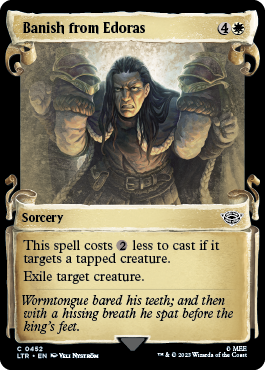 Banish from Edoras 4
Sorcery
This spell costs 2 less to cast if it
targets a tapped creature.
Exile target creature.
Wormtongue bared his teeth; and then
with a hissing breath he spat before the
king's feet.
C 0452
LTR • EN VELI NYSTRÖM
© MEE
™ & © 2023 Wizards of the Coast